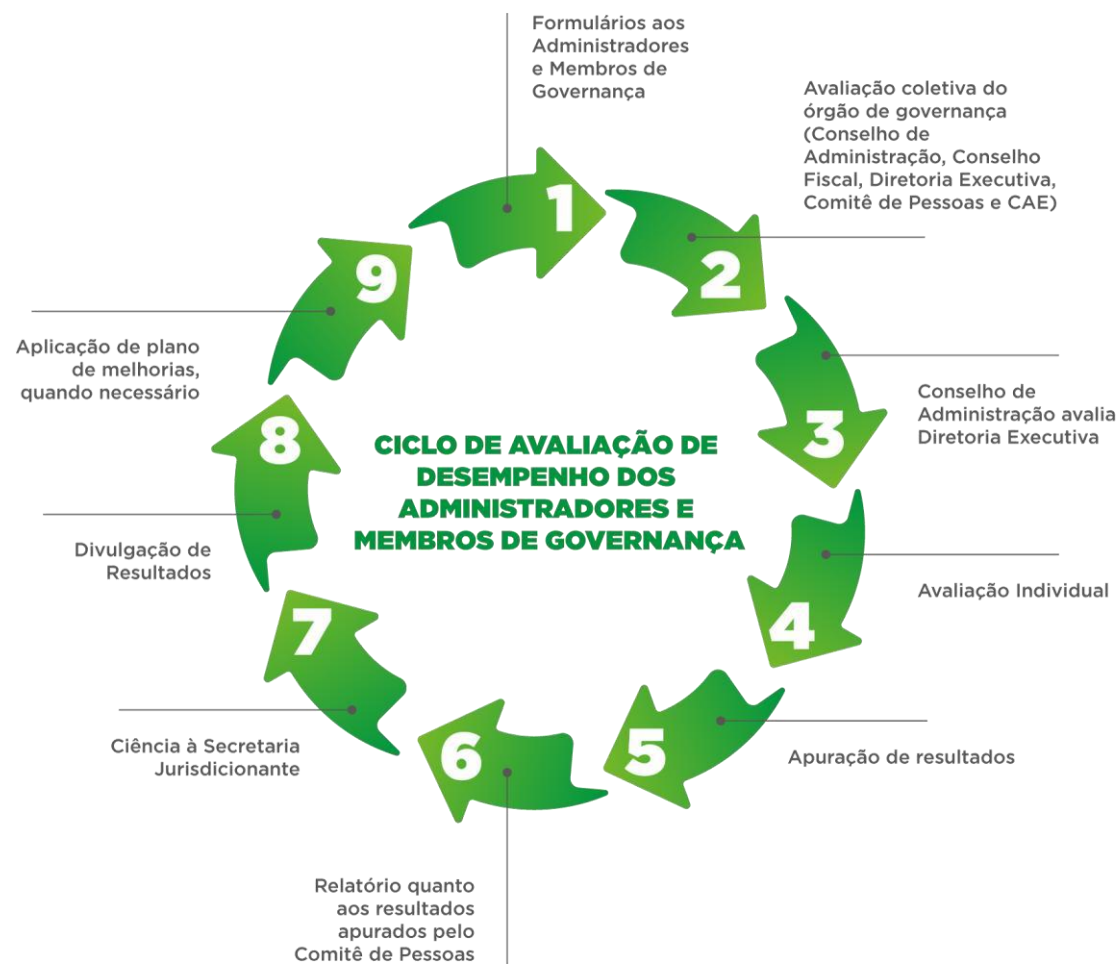 Formulários aos
Administradores
e Membros de
Governança
1
Avaliação coletiva do
órgão de governança
(Conselho de
Administração, Conselho
Fiscal, Diretoria Executiva,
Comitê de Pessoas e CAE)
2
Conselho de
Administração avalia
Diretoria Executiva
3
Avaliação Individual
4
Apuração de resultados
5
Relatório quanto
aos resultados
apurados pelo
Comitê de Pessoas
6
Ciência à Secretaria
Jurisdicionante
7
Divulgação de
Resultados
8
Aplicação de plano
de melhorias,
quando necessário
9
CICLO DE AVALIAÇÃO DE
DESEMPENHO DOS
ADMINISTRADORES E
MEMBROS DE GOVERNANÇA